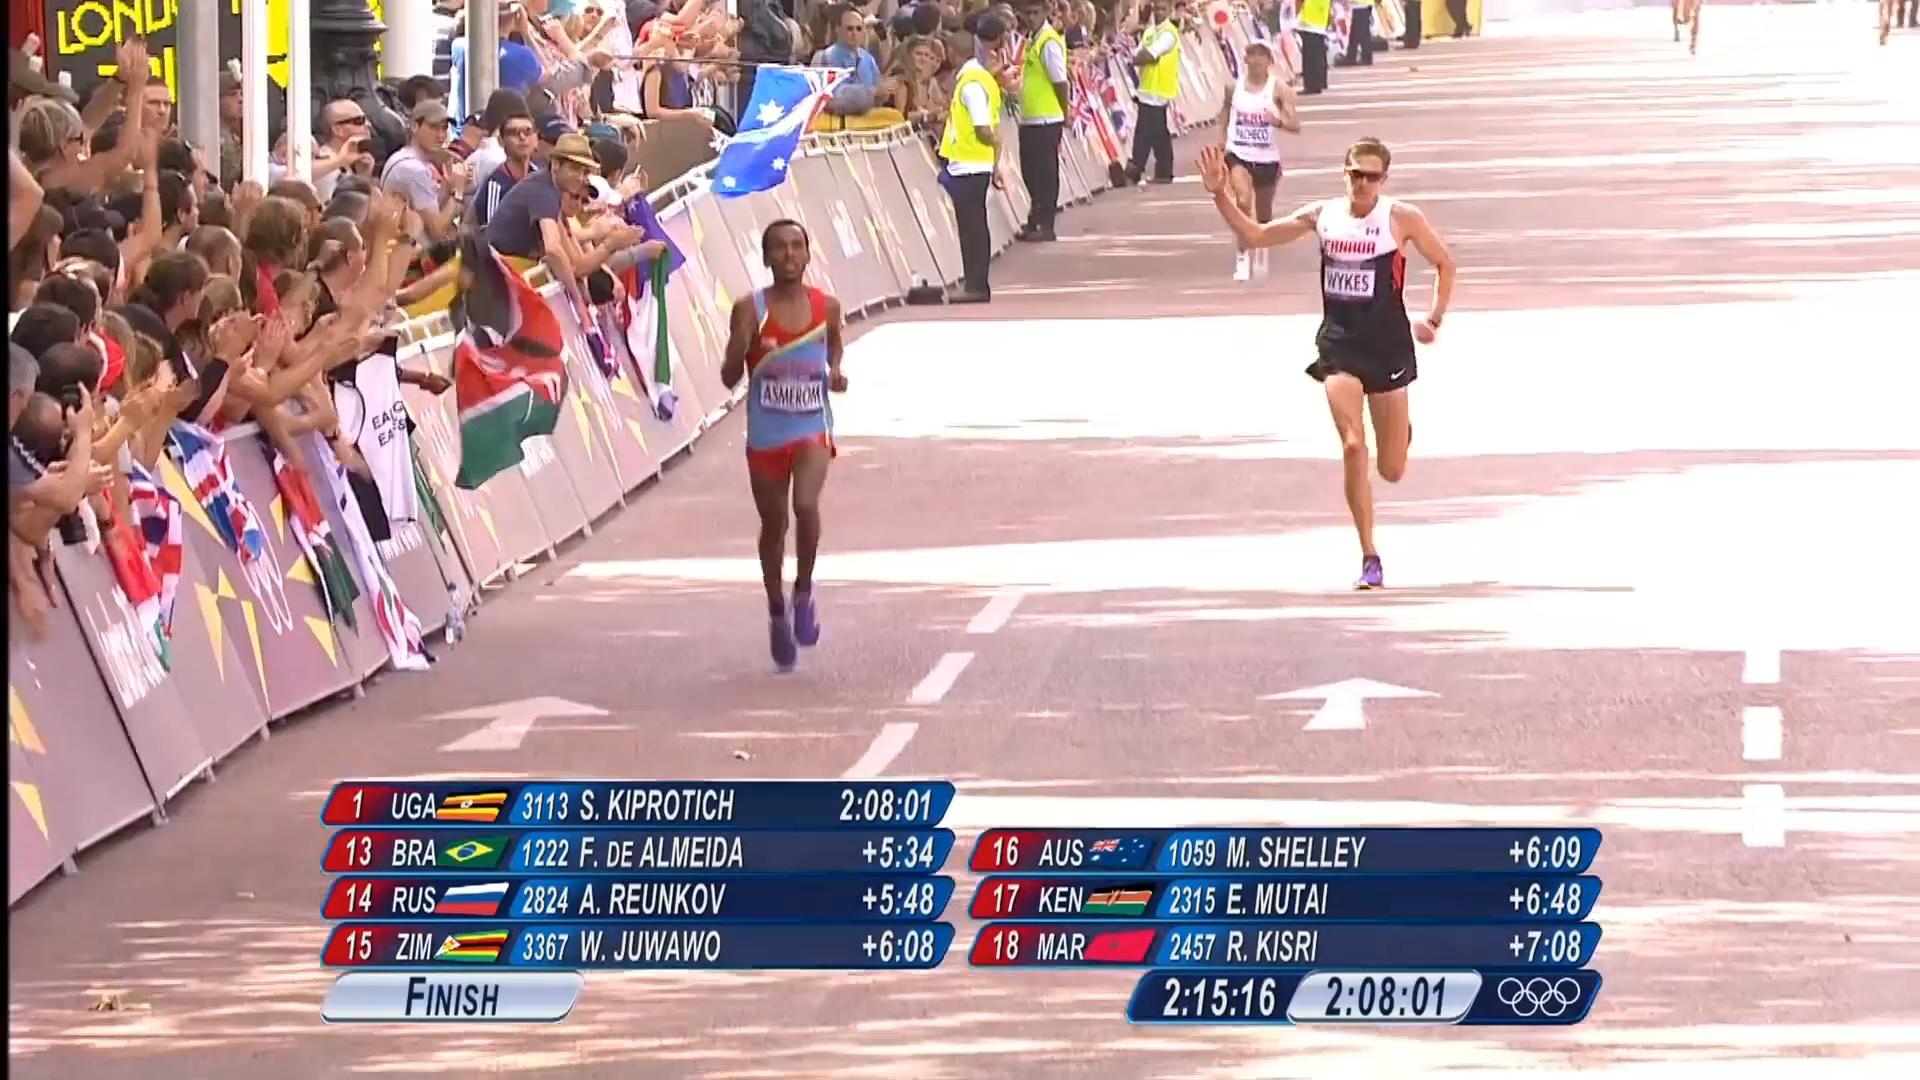 LONDON
PERU
PACHECO
CANADA
WYKES
ASMEROM
1 UGA 3113 S. KIPROTICH 2:08:01
13 BRA 1222 F. DE ALMEIDA +5:34
14 RUS 2824 A. REUNKOV +5:48
15 ZIM 3367 W. JUWAWO +6:08
16 AUS 1059 M. SHELLEY +6:09
17 KEN 2315 E. MUTAI +6:48
18 MAR 2457 R. KISRI +7:08
FINISH
2:15:16 2:08:01